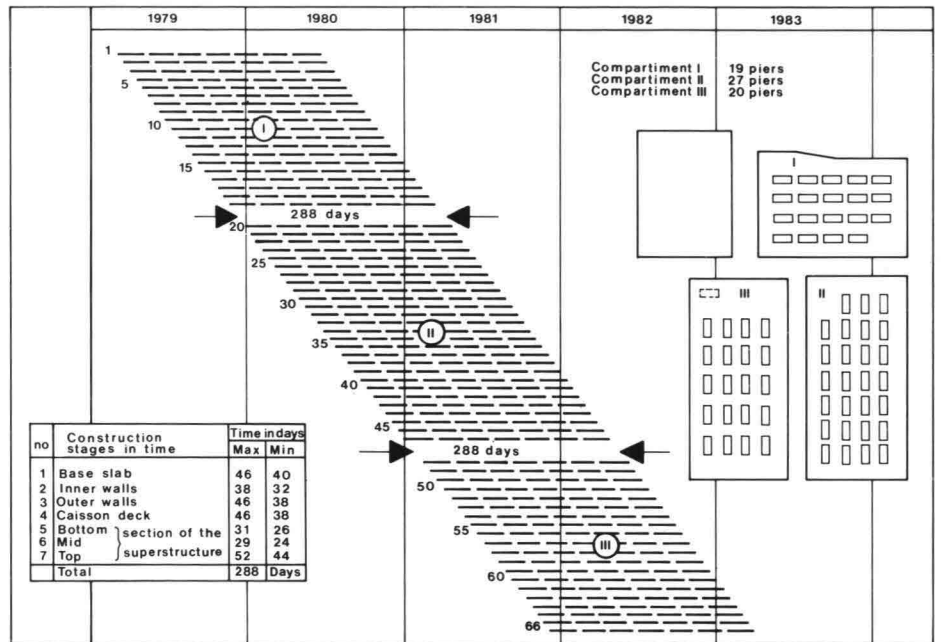 1979 1980 1981 1982 1983
1
5
10
15
20
25
30
35
40
45
50
55
60
66
I
288 days
II
288 days
III
Compartiment I 19 piers
Compartiment II 27 piers
Compartiment III 20 piers
I
III
II
no Construction stages in time Time in days
Max Min
1 Base slab 46 40
2 Inner walls 38 32
3 Outer walls 46 38
4 Caisson deck 46 38
5 Bottom section of the 31 26
6 Mid 29 24
7 Top superstructure 52 44
Total 288 Days